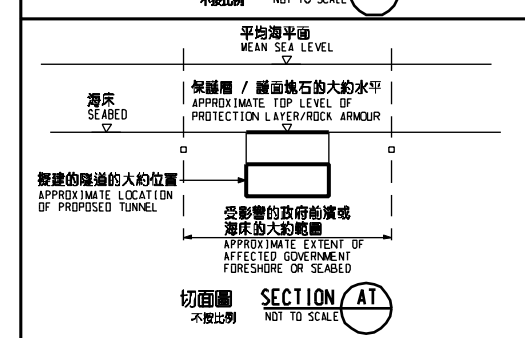 不按比例 NOT TO SCALE
平均海平面
MEAN SEA LEVEL
保護層 / 護面塊石的大約水平
APPROXIMATE TOP LEVEL OF
PROTECTION LAYER/ROCK ARMOUR
海床
SEABED
擬建的隧道的大約位置
APPROXIMATE LOCATION
OF PROPOSED TUNNEL
受影響的政府前濱或
海床的大約範圍
APPROXIMATE EXTENT OF
AFFECTED GOVERNMENT
FORESHORE OR SEABED
切面圖 SECTION AT
不按比例 NOT TO SCALE